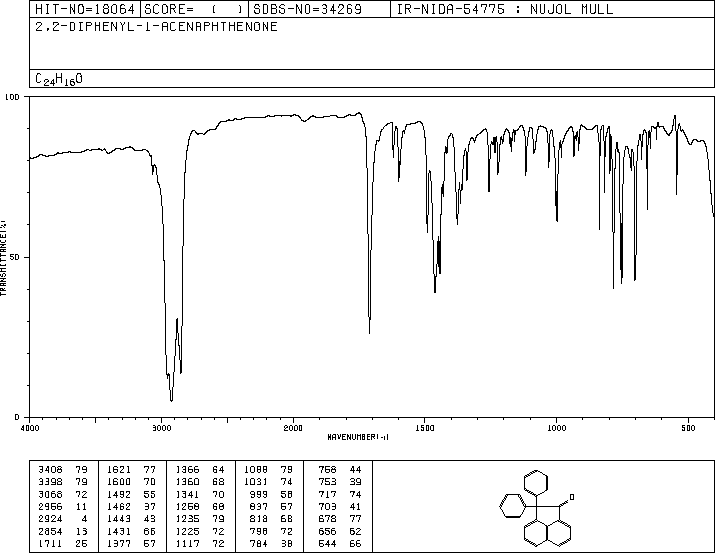 HIT-NO=18064 SCORE= ( ) SDBS-NO=34269 IR-NIDA-54775 : NUJOL MULL
2,2-DIPHENYL-1-ACENAPHTHENONE
C24H16O
100
50
0
TRANSMITTANCE(%)
4000 3000 2000 1500 1000 500
WAVENUMBER(-1)
3408 79 1621 77 1366 64 1088 79 758 44
3398 79 1600 70 1360 68 1031 74 753 39
3068 72 1492 55 1341 70 999 58 717 74
2956 11 1462 37 1258 68 837 57 703 41
2924 4 1443 43 1235 79 818 68 678 77
2854 13 1431 66 1225 72 798 72 656 62
1711 25 1377 57 1117 72 784 38 544 66
O